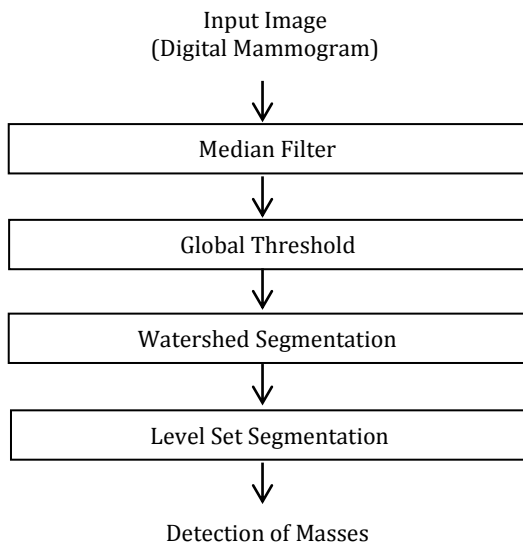 Input Image
(Digital Mammogram)
Median Filter
Global Threshold
Watershed Segmentation
Level Set Segmentation
Detection of Masses